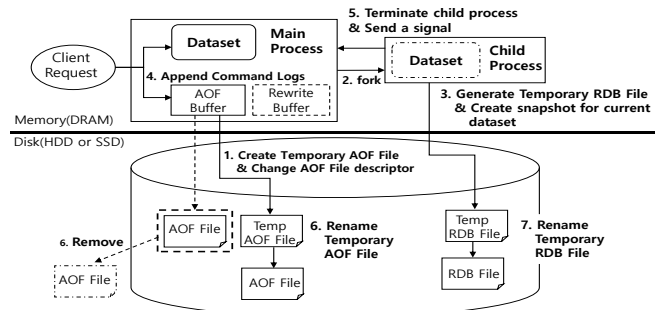 5. Terminate child process
& Send a signal
Client
Request
Dataset
Main
Process
4. Append Command Logs
AOF
Buffer
Rewrite
Buffer
2. fork
Dataset
Child
Process
3. Generate Temporary RDB File
& Create snapshot for current
dataset
Memory(DRAM)
Disk(HDD or SSD)
1. Create Temporary AOF File
& Change AOF File descriptor
AOF File
6. Remove
AOF File
Temp
AOF File
AOF File
6. Rename
Temporary
AOF File
Temp
RDB File
RDB File
7. Rename
Temporary
RDB File